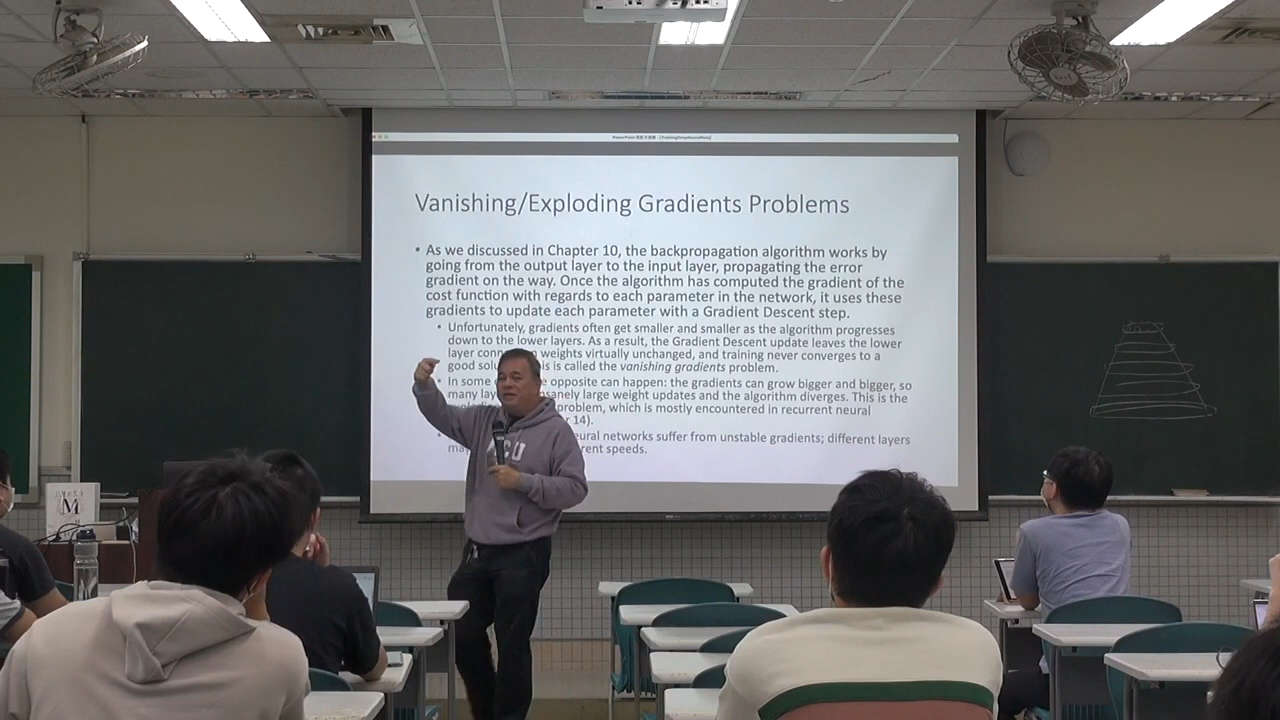 Vanishing/Exploding Gradients Problems
• As we discussed in Chapter 10, the backpropagation algorithm works by
going from the output layer to the input layer, propagating the error
gradient on the way. Once the algorithm has computed the gradient of the
cost function with regards to each parameter in the network, it uses these
gradients to update each parameter with a Gradient Descent step.
• Unfortunately, gradients often get smaller and smaller as the algorithm progresses
down to the lower layers. As a result, the Gradient Descent update leaves the lower
layer weights virtually unchanged, and training never converges to a
good is called the vanishing gradients problem.
• In some opposite can happen: the gradients can grow bigger and bigger, so
many large weight updates and the algorithm diverges. This is the
problem, which is mostly encountered in recurrent neural
14).
• networks suffer from unstable gradients; different layers
speeds.
M